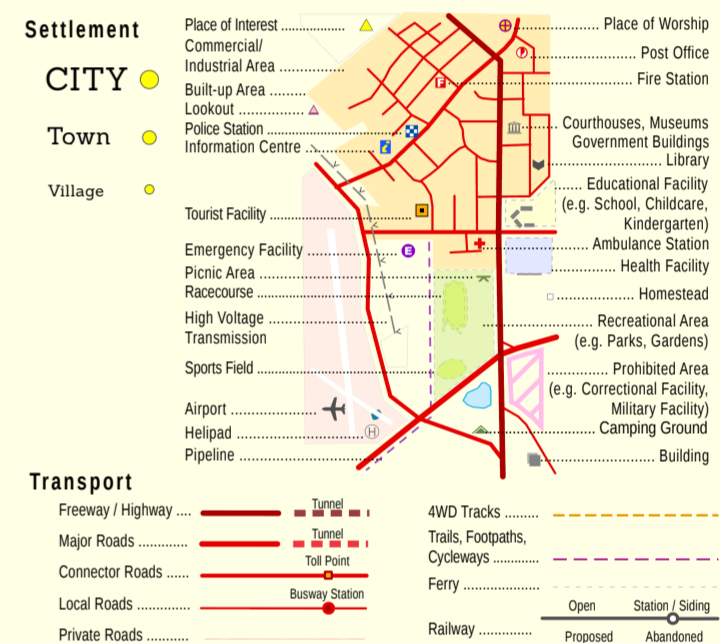 Settlement
CITY
Town
Village
Place of Interest
Commercial/
Industrial Area
Built-up Area
Lookout
Police Station
Information Centre
Tourist Facility
Emergency Facility
Picnic Area
Racecourse
High Voltage
Transmission
Sports Field
Airport
Helipad
Pipeline
F
i
E
H
P
Place of Worship
Post Office
Fire Station
Courthouses, Museums
Government Buildings
Library
Educational Facility
(e.g. School, Childcare,
Kindergarten)
Ambulance Station
Health Facility
Homestead
Recreational Area
(e.g. Parks, Gardens)
Prohibited Area
(e.g. Correctional Facility,
Military Facility)
Camping Ground
Building
Transport
Freeway / Highway
Tunnel
Major Roads
Tunnel
Connector Roads
Toll Point
Local Roads
Busway Station
Private Roads
4WD Tracks
Trails, Footpaths,
Cycleways
Ferry
Railway
Open Station / Siding
Proposed Abandoned